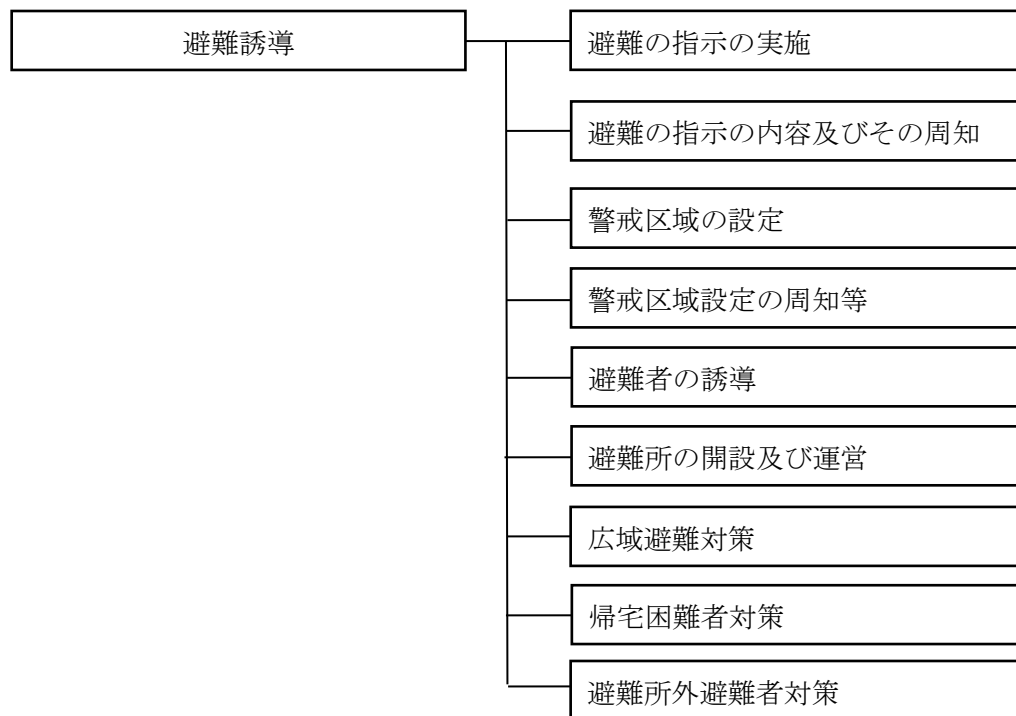 避難誘導
避難の指示の実施
避難の指示の内容及びその周知
警戒区域の設定
警戒区域設定の周知等
避難者の誘導
避難所の開設及び運営
広域避難対策
帰宅困難者対策
避難所外避難者対策